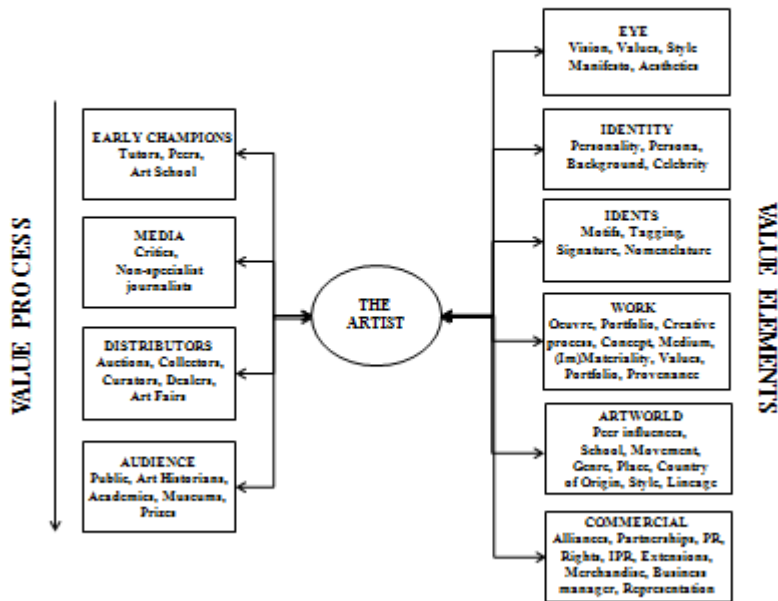 VALUE PROCESS
EARLY CHAMPIONS
Tutors, Peers,
Art School
MEDIA
Critics,
Non-specialist
journalists
DISTRIBUTORS
Auctions, Collectors,
Curators, Dealers,
Art Fairs
AUDIENCE
Public, Art Historians,
Academics, Museums,
Prizes
THE
ARTIST
EYE
Vision, Values, Style
Manifesto, Aesthetics
IDENTITY
Personality, Persona,
Background, Celebrity
IDENTS
Motifs, Tagging,
Signature, Nomenclature
WORK
Oeuvre, Portfolio, Creative
process, Concept, Medium,
(Im)Materiality, Values,
Portfolio, Provenance
ARTWORLD
Peer influences,
School, Movement,
Genre, Place, Country
of Origin, Style, Lineage
COMMERCIAL
Alliances, Partnerships, PR,
Rights, IPR, Extensions,
Merchandise, Business
manager, Representation
VALUE ELEMENTS